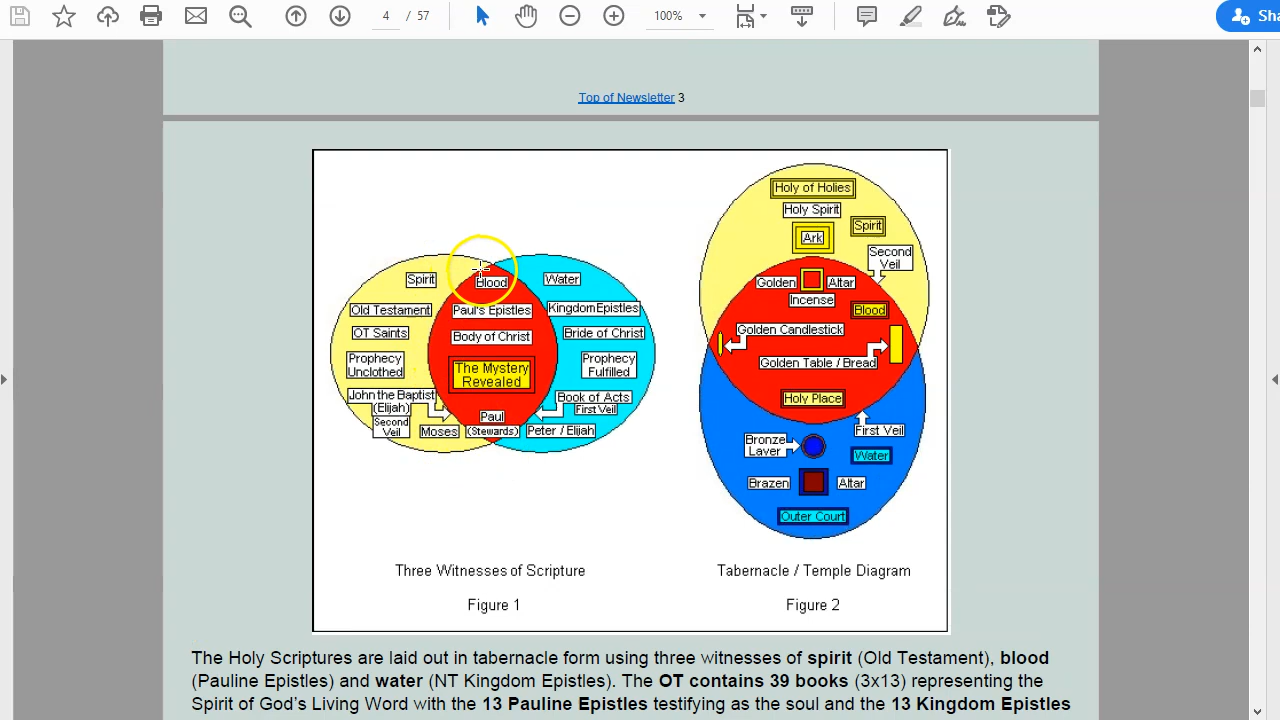 4 / 57
100%
Sha
Top of Newsletter 3
Spirit
Blood
Water
Old Testament
Paul's Epistles
Kingdom Epistles
OT Saints
Body of Christ
Bride of Christ
Prophecy
Unclothed
The Mystery
Revealed
Prophecy
Fulfilled
John the Baptist
(Elijah)
Book of Acts
First Veil
Second
Veil
Moses
Paul
(Stewards)
Peter / Elijah
Three Witnesses of Scripture
Figure 1
Holy of Holies
Holy Spirit
Spirit
Ark
Second
Veil
Golden Altar
Incense
Blood
Golden Candlestick
Golden Table / Bread
Holy Place
First Veil
Bronze
Laver
Water
Brazen Altar
Outer Court
Tabernacle / Temple Diagram
Figure 2
The Holy Scriptures are laid out in tabernacle form using three witnesses of spirit (Old Testament), blood
(Pauline Epistles) and water (NT Kingdom Epistles). The OT contains 39 books (3x13) representing the
Spirit of God's Living Word with the 13 Pauline Epistles testifying as the soul and the 13 Kingdom Epistles